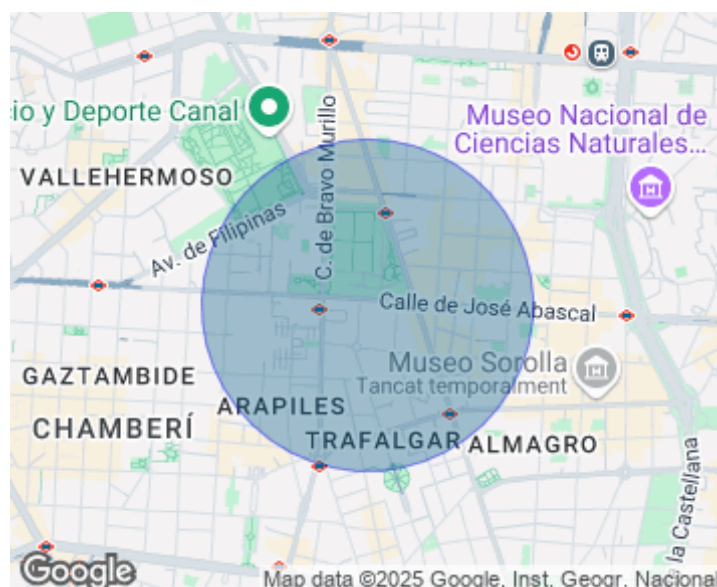 cio y Deporte Canal
C. de Bravo Murillo
Museo Nacional de
Ciencias Naturales...
VALLEHERMOSO
Av. de Filipinas
Calle de José Abascal
Museo Sorolla
Tancat temporalment
GAZTAMBIDE
ARAPILES
CHAMBERÍ
TRAFALGAR
ALMAGRO
la Castellana
Google
Map data ©2025 Google, Inst. Geogr. Nacional